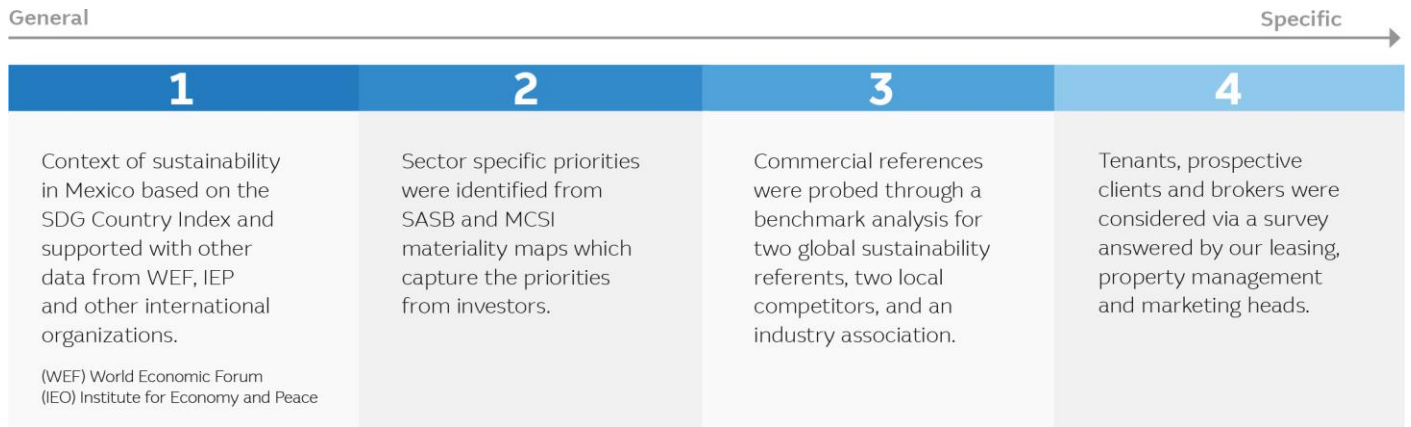 General
Specific
1
Context of sustainability
in Mexico based on the
SDG Country Index and
supported with other
data from WEF, IEP
and other international
organizations.
(WEF) World Economic Forum
(IEO) Institute for Economy and Peace
2
Sector specific priorities
were identified from
SASB and MCSI
materiality maps which
capture the priorities
from investors.
3
Commercial references
were probed through a
benchmark analysis for
two global sustainability
referents, two local
competitors, and an
industry association.
4
Tenants, prospective
clients and brokers were
considered via a survey
answered by our leasing,
property management
and marketing heads.